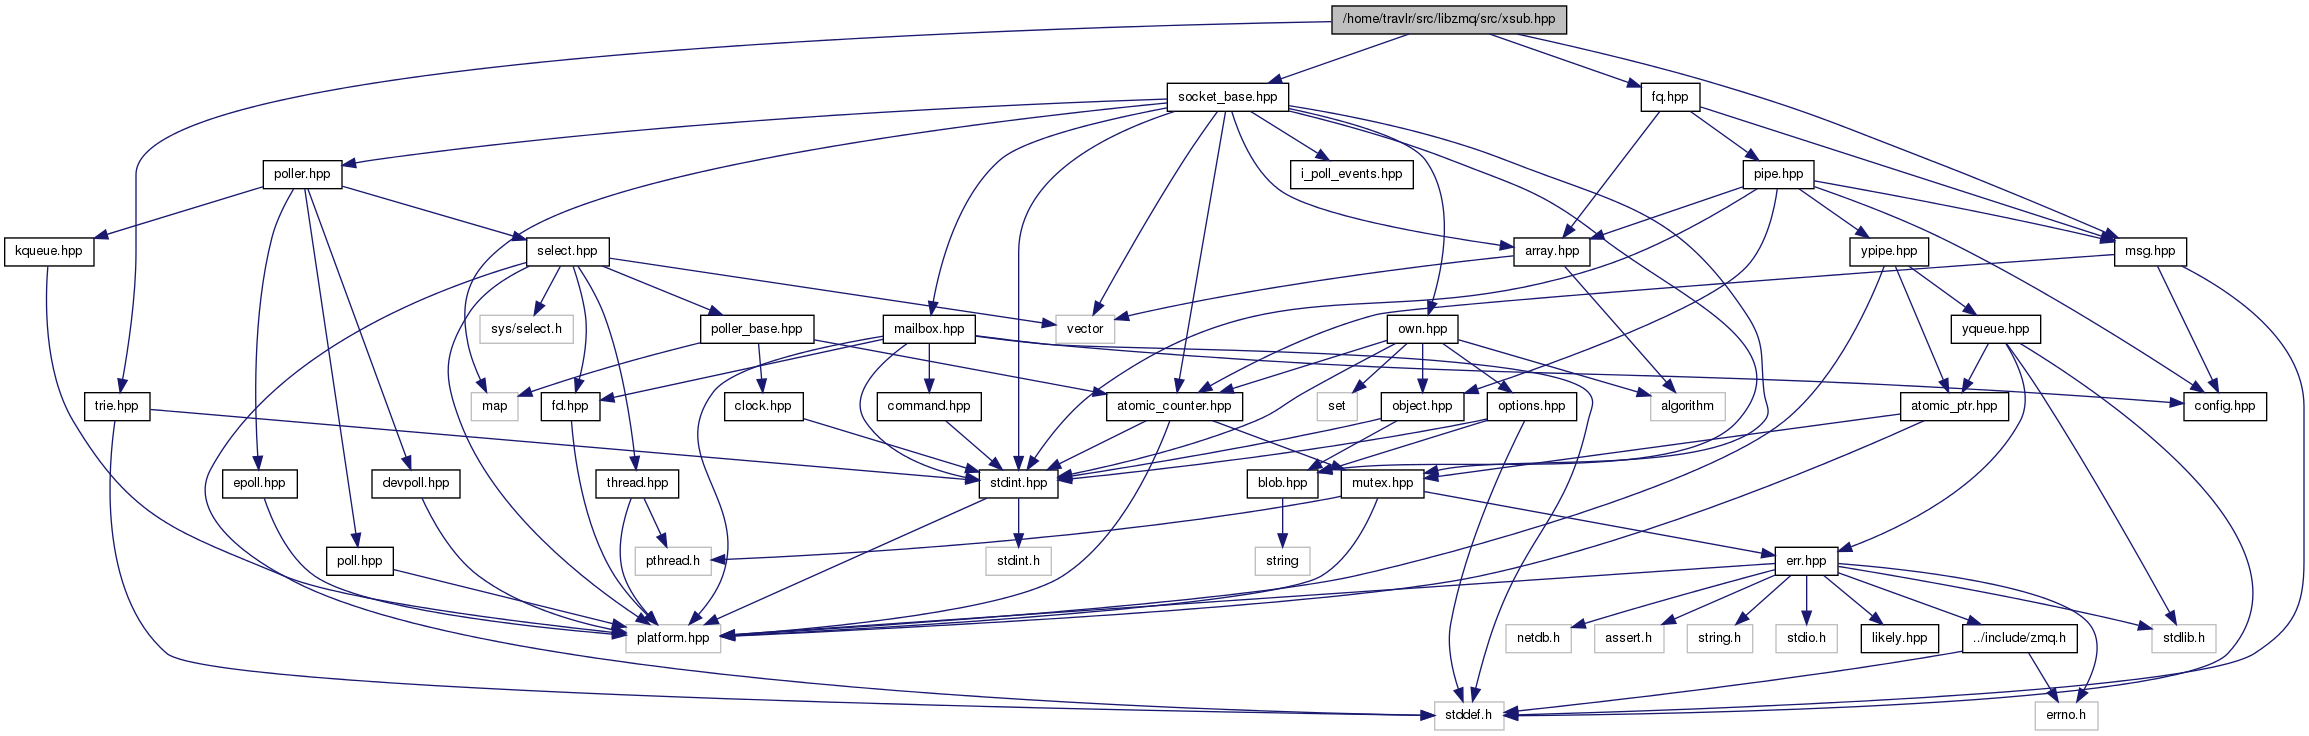 /home/travlr/src/libzmq/src/xsub.hpp
socket_base.hpp
fq.hpp
poller.hpp
i_poll_events.hpp
pipe.hpp
kqueue.hpp
select.hpp
array.hpp
ypipe.hpp
msg.hpp
sys/select.h
poller_base.hpp
mailbox.hpp
vector
own.hpp
yqueue.hpp
trie.hpp
map
fd.hpp
clock.hpp
command.hpp
atomic_counter.hpp
set
object.hpp
options.hpp
algorithm
atomic_ptr.hpp
config.hpp
epoll.hpp
devpoll.hpp
thread.hpp
stdint.hpp
blob.hpp
mutex.hpp
poll.hpp
pthread.h
stdint.h
string
err.hpp
platform.hpp
netdb.h
assert.h
string.h
stdio.h
likely.hpp
../include/zmq.h
stdlib.h
stddef.h
errno.h